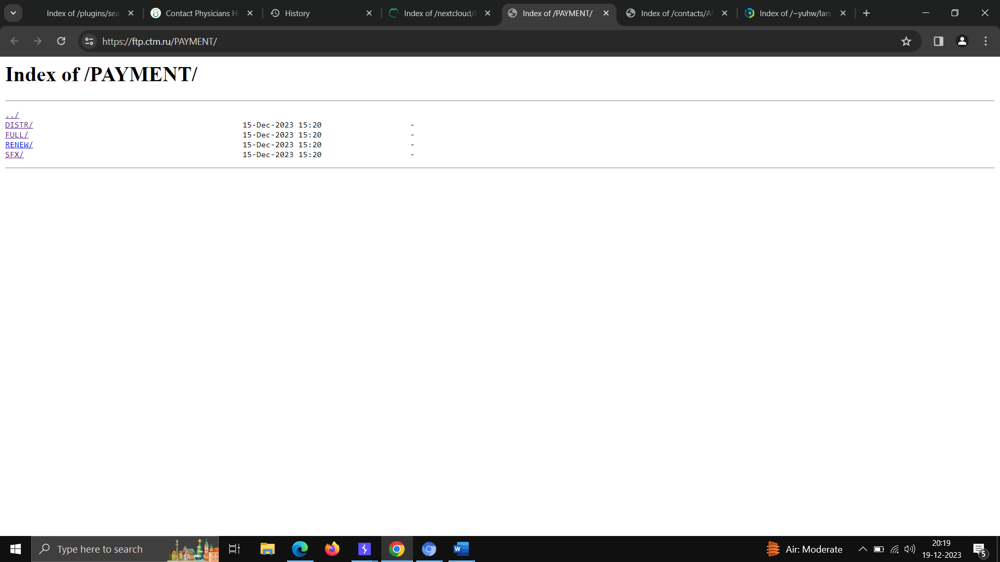 Index of /plugins/sea
Contact Physicians H
History
Index of /nextcloud/
Index of /PAYMENT/
Index of /contacts/AS
Index of /~yuhw/lars
https://ftp.ctm.ru/PAYMENT/
Index of /PAYMENT/
../
DISTR/ 15-Dec-2023 15:20 -
FULL/ 15-Dec-2023 15:20 -
RENEW/ 15-Dec-2023 15:20 -
SFX/ 15-Dec-2023 15:20 -
Type here to search
Air: Moderate
20:19
19-12-2023
5